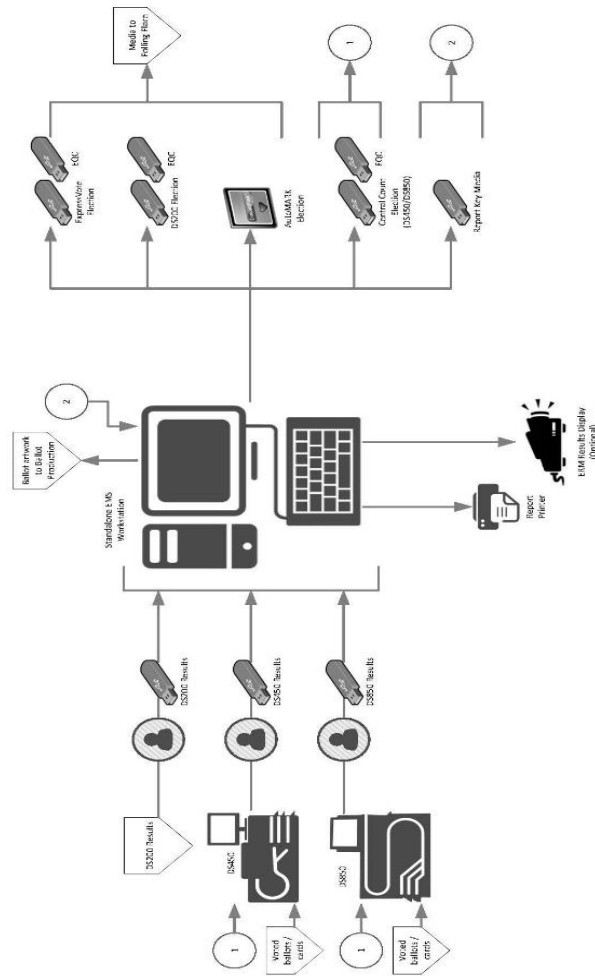 1
Voted
ballots /
cards
1
Voted
ballots /
cards
DS850
DS450
DS200 Results
DS850 Results
DS450 Results
DS200 Results
Standalone EMS
Workstation
Ballot artwork
to Ballot
Production
2
Report
Printer
ERM Results Display
(Optional)
ExpressVote
Election
EQC
DS200 Election
EQC
AutoMARK
Election
Central Count
Election
(DS450/DS850)
EQC
Report Key Media
Media to
Polling Place
1
2